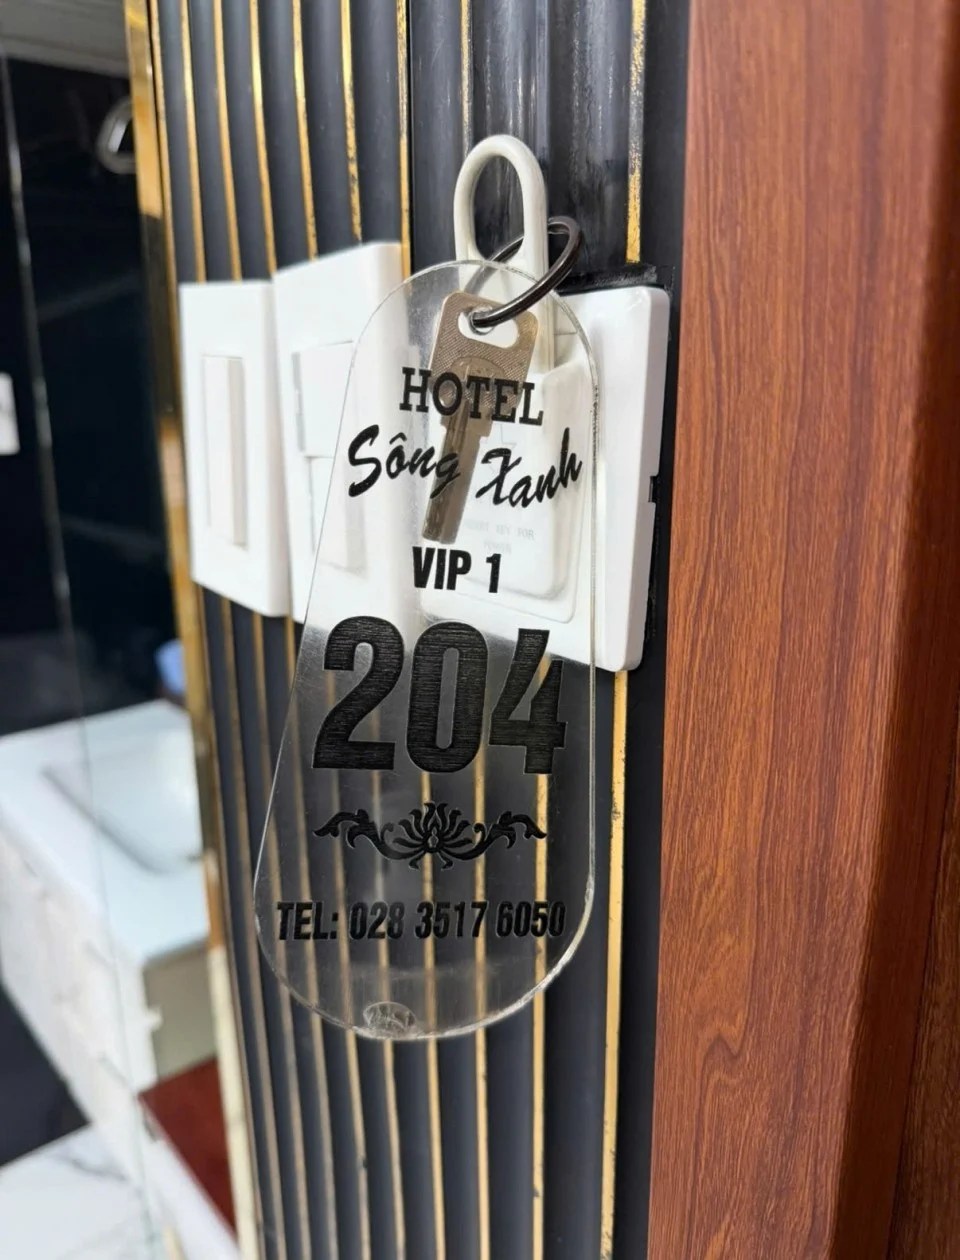 HOTEL
Sông Xanh
VIP 1
204
TEL: 028 3517 6050